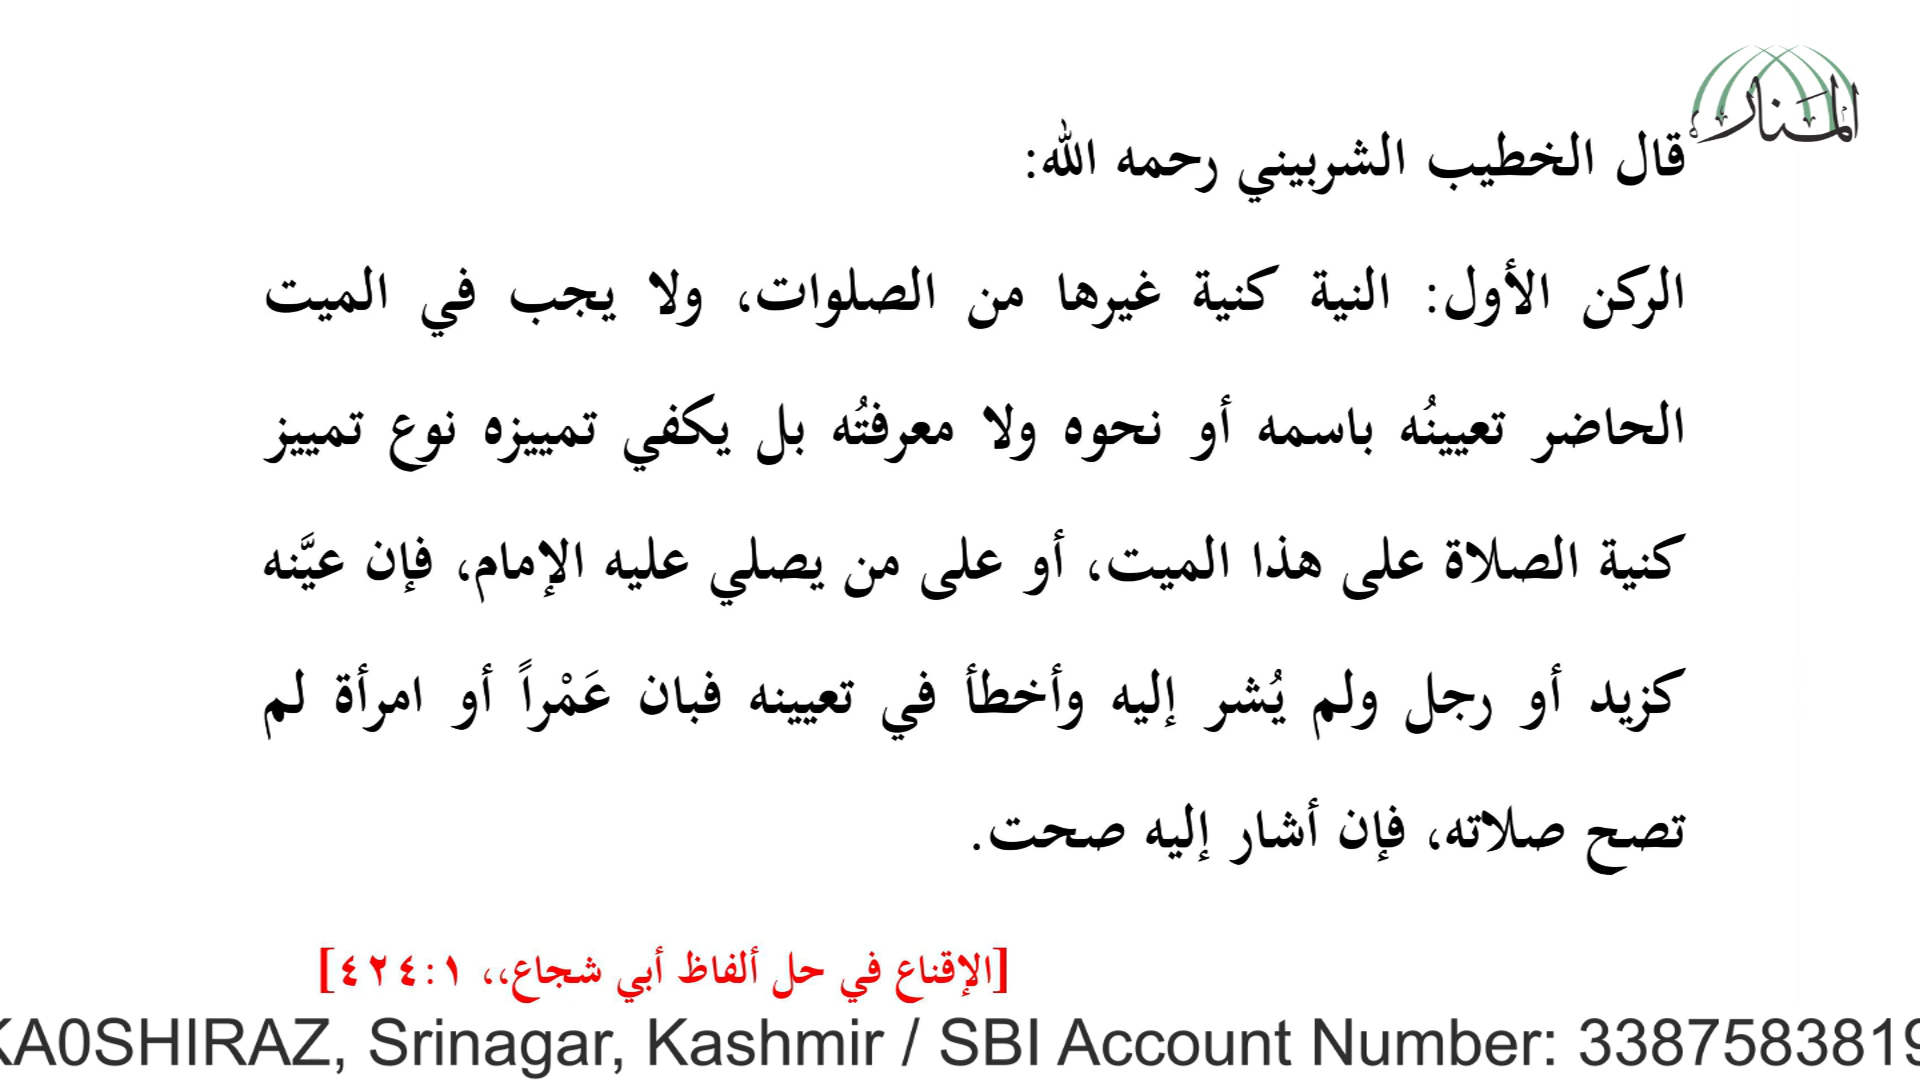 المنار
قال الخطيب الشربيني رحمه الله:
الركن الأول: النية كنية غيرها من الصلوات، ولا يجب في الميت
الحاضر تعيينُه باسمه أو نحوه ولا معرفتُه بل يكفي تمييزه نوع تمييز
كنية الصلاة على هذا الميت، أو على من يصلي عليه الإمام، فإن عيَّنه
كزيد أو رجل ولم يُشر إليه وأخطأ في تعيينه فبان عَمْراً أو امرأة لم
تصح صلاته، فإن أشار إليه صحت.
[الإقناع في حل ألفاظ أبي شجاع،، ١:٤٢٤]
KA0SHIRAZ, Srinagar, Kashmir / SBI Account Number: 3387583819